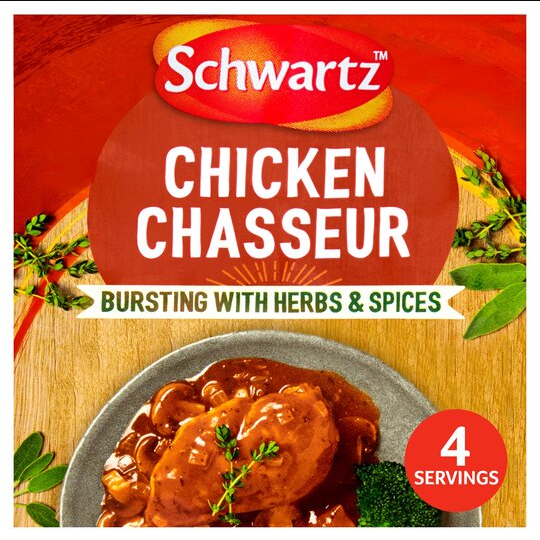 Schwartz™
CHICKEN
CHASSEUR
BURSTING WITH HERBS & SPICES
4
SERVINGS